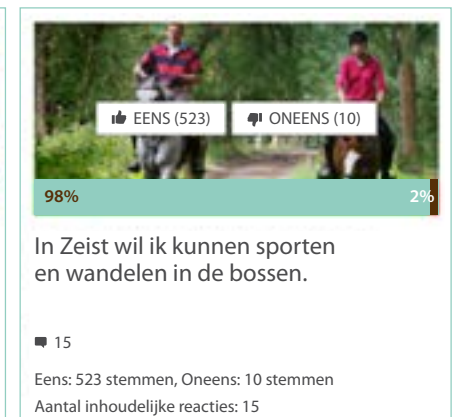 EENS (523) ONEENS (10)
98% 2%
In Zeist wil ik kunnen sporten
en wandelen in de bossen.
15
Eens: 523 stemmen, Oneens: 10 stemmen
Aantal inhoudelijke reacties: 15